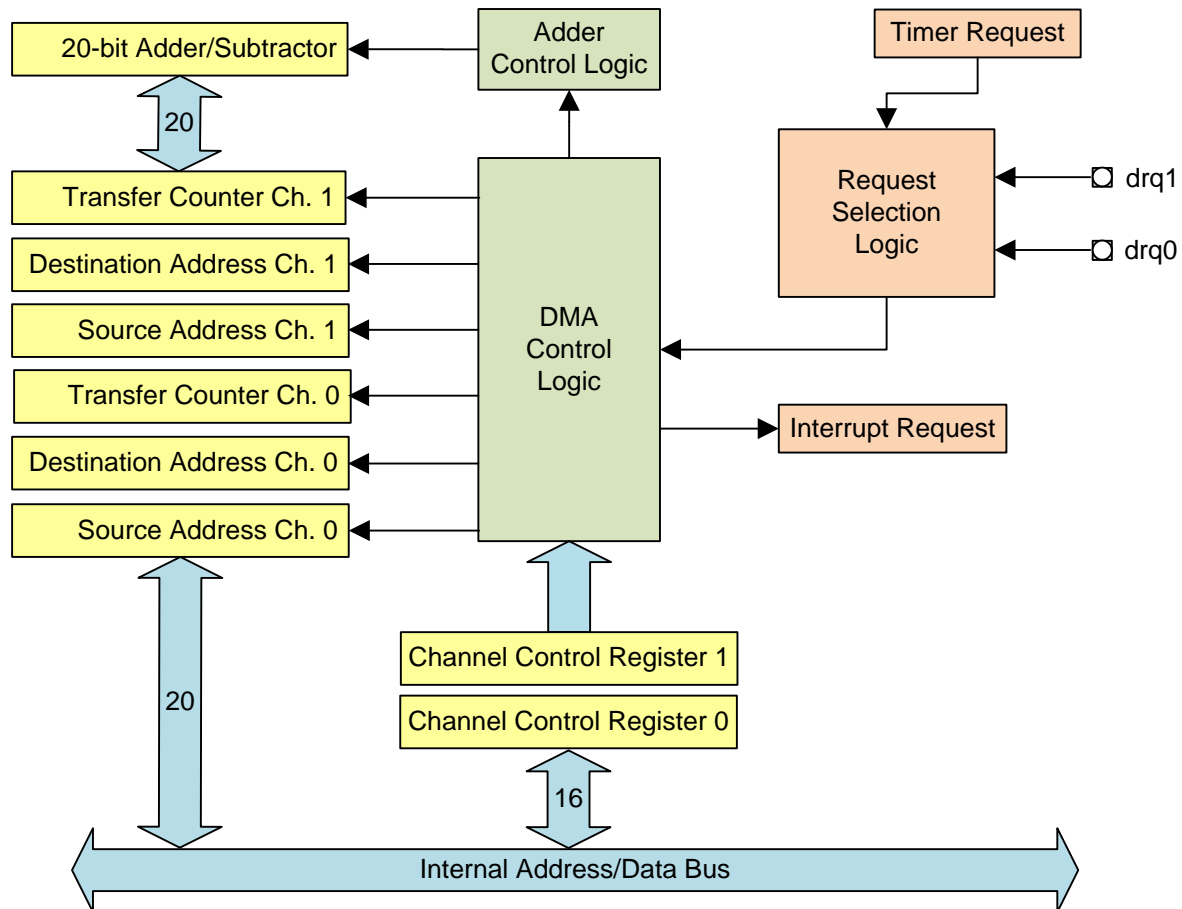 20-bit Adder/Subtractor
Adder
Control Logic
Timer Request
20
Transfer Counter Ch. 1
Destination Address Ch. 1
Source Address Ch. 1
Transfer Counter Ch. 0
Destination Address Ch. 0
Source Address Ch. 0
DMA
Control
Logic
Request
Selection
Logic
drq1
drq0
Interrupt Request
Channel Control Register 1
Channel Control Register 0
20
16
Internal Address/Data Bus